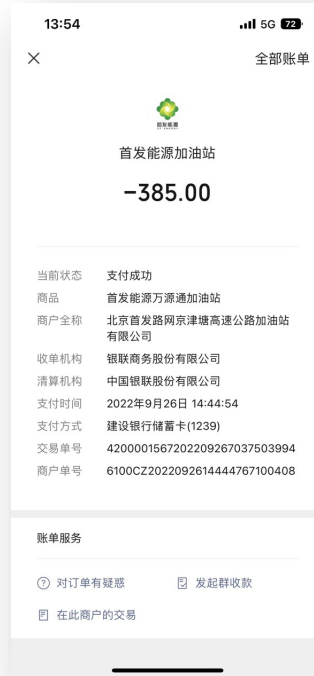 13:54
5G 72
全部账单
首发能源
首发能源加油站
-385.00
当前状态 支付成功
商品 首发能源万源通加油站
商户全称 北京首发路网京津塘高速公路加油站
有限公司
收单机构 银联商务股份有限公司
清算机构 中国银联股份有限公司
支付时间 2022年9月26日 14:44:54
支付方式 建设银行储蓄卡(1239)
交易单号 4200001567202209267037503994
商户单号 6100CZ2022092614444767100408
账单服务
对订单有疑惑
发起群收款
在此商户的交易